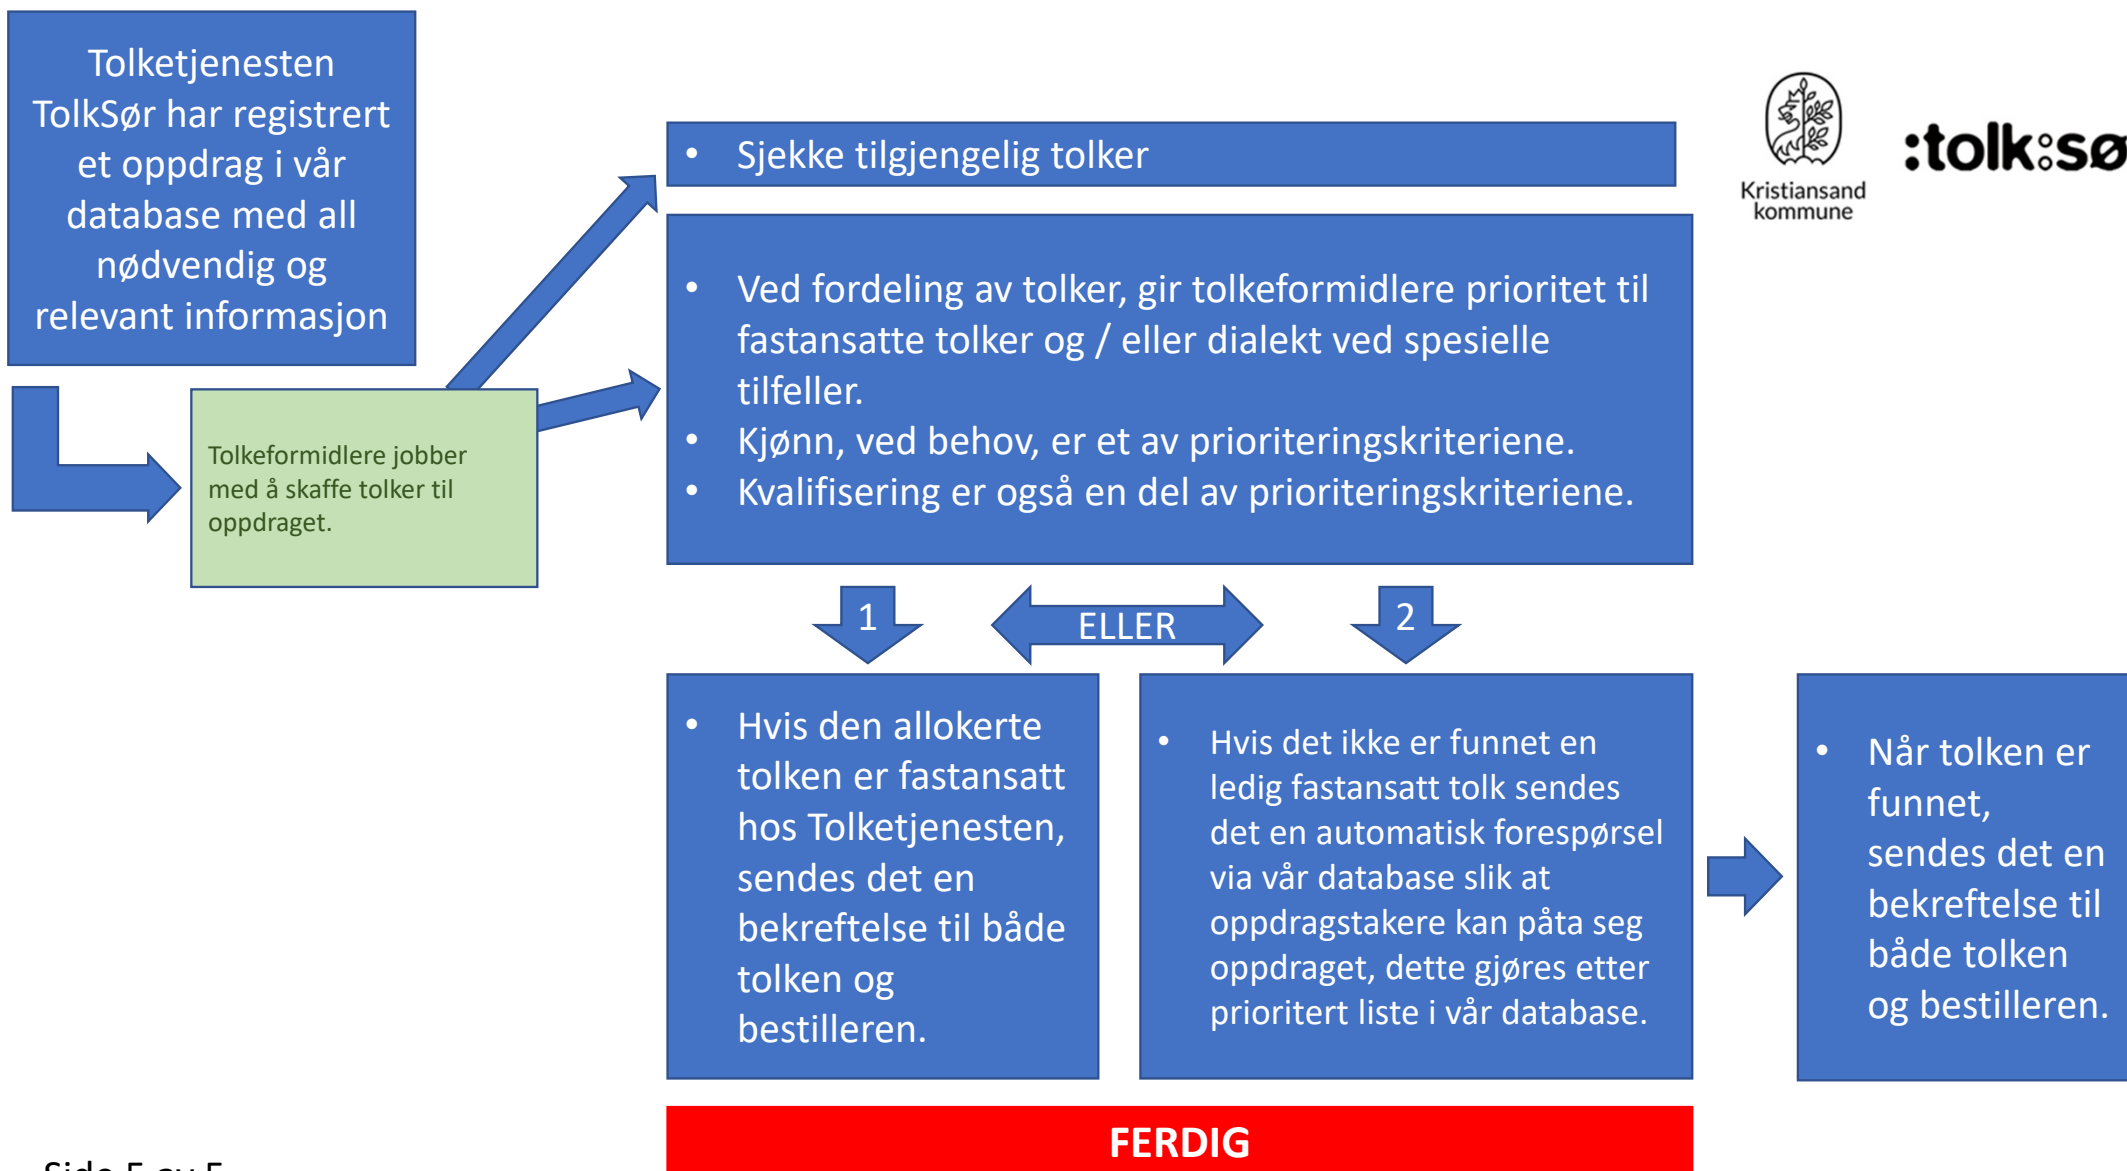 Tolketjenesten
TolkSør har registrert
et oppdrag i vår
database med all
nødvendig og
relevant informasjon
Tolkeformidlere jobber
med å skaffe tolker til
oppdraget.
• Sjekke tilgjengelig tolker
Kristiansand
kommune
:tolk:sø
• Ved fordeling av tolker, gir tolkeformidlere prioritet til
fastansatte tolker og / eller dialekt ved spesielle
tilfeller.
• Kjønn, ved behov, er et av prioriteringskriteriene.
• Kvalifisering er også en del av prioriteringskriteriene.
1
ELLER
2
• Hvis den allokerte
tolken er fastansatt
hos Tolketjenesten,
sendes det en
bekreftelse til både
tolken og
bestilleren.
• Hvis det ikke er funnet en
ledig fastansatt tolk sendes
det en automatisk forespørsel
via vår database slik at
oppdragstakere kan påta seg
oppdraget, dette gjøres etter
prioritert liste i vår database.
• Når tolken er
funnet,
sendes det en
bekreftelse til
både tolken
og bestilleren.
FERDIG
Side 5 av 5